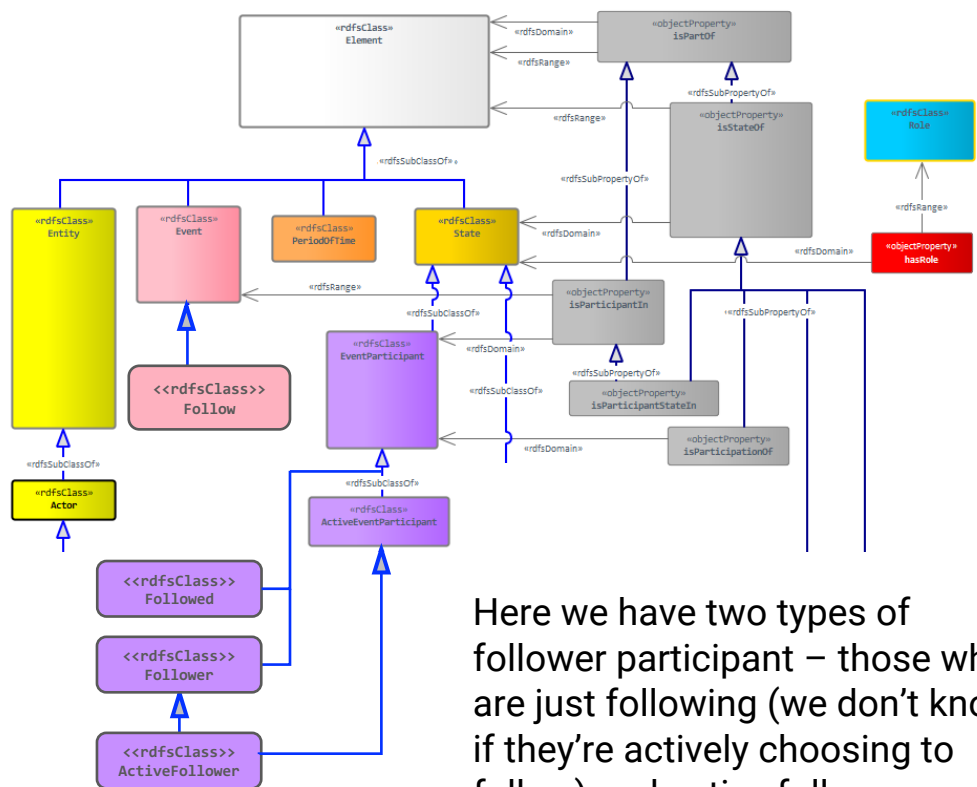 «rdfsClass»
Element
«objectProperty»
isPartOf
«rdfsDomain»
«rdfsRange»
«rdfsSubPropertyOf»
«rdfsRange»
«objectProperty»
isStateOf
«rdfsClass»
Role
«rdfsSubClassOf»
«rdfsSubPropertyOf»
«rdfsRange»
«rdfsClass»
Entity
«rdfsClass»
Event
«rdfsClass»
PeriodOfTime
«rdfsClass»
State
«rdfsDomain»
«rdfsDomain»
«objectProperty»
hasRole
«rdfsRange»
«objectProperty»
isParticipantIn
«rdfsSubClassOf»
«rdfsSubPropertyOf»
«rdfsClass»
EventParticipant
«rdfsDomain»
<<rdfsClass>>
Follow
«rdfsSubPropertyOf»
«rdfsSubClassOf»
«objectProperty»
isParticipantStateIn
«objectProperty»
isParticipationOf
«rdfsDomain»
«rdfsSubClassOf»
«rdfsSubClassOf»
«rdfsClass»
Actor
«rdfsClass»
ActiveEventParticipant
<<rdfsClass>>
Followed
<<rdfsClass>>
Follower
<<rdfsClass>>
ActiveFollower
Here we have two types of
follower participant – those wh
are just following (we don't kno
if they're actively choosing to